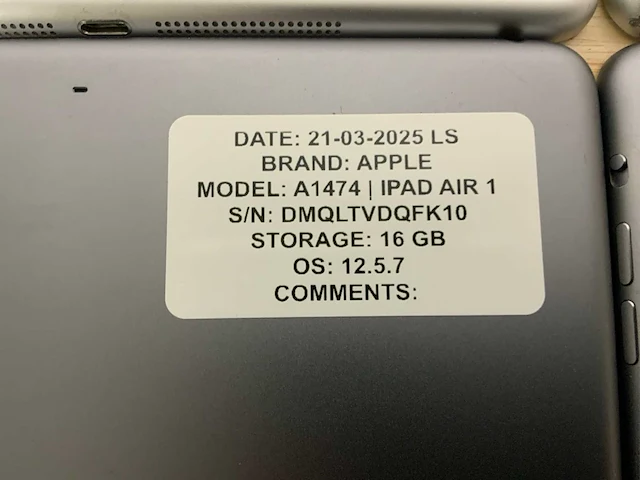 DATE: 21-03-2025 LS
BRAND: APPLE
MODEL: A1474 | IPAD AIR 1
S/N: DMQLTVDQFK10
STORAGE: 16 GB
OS: 12.5.7
COMMENTS: